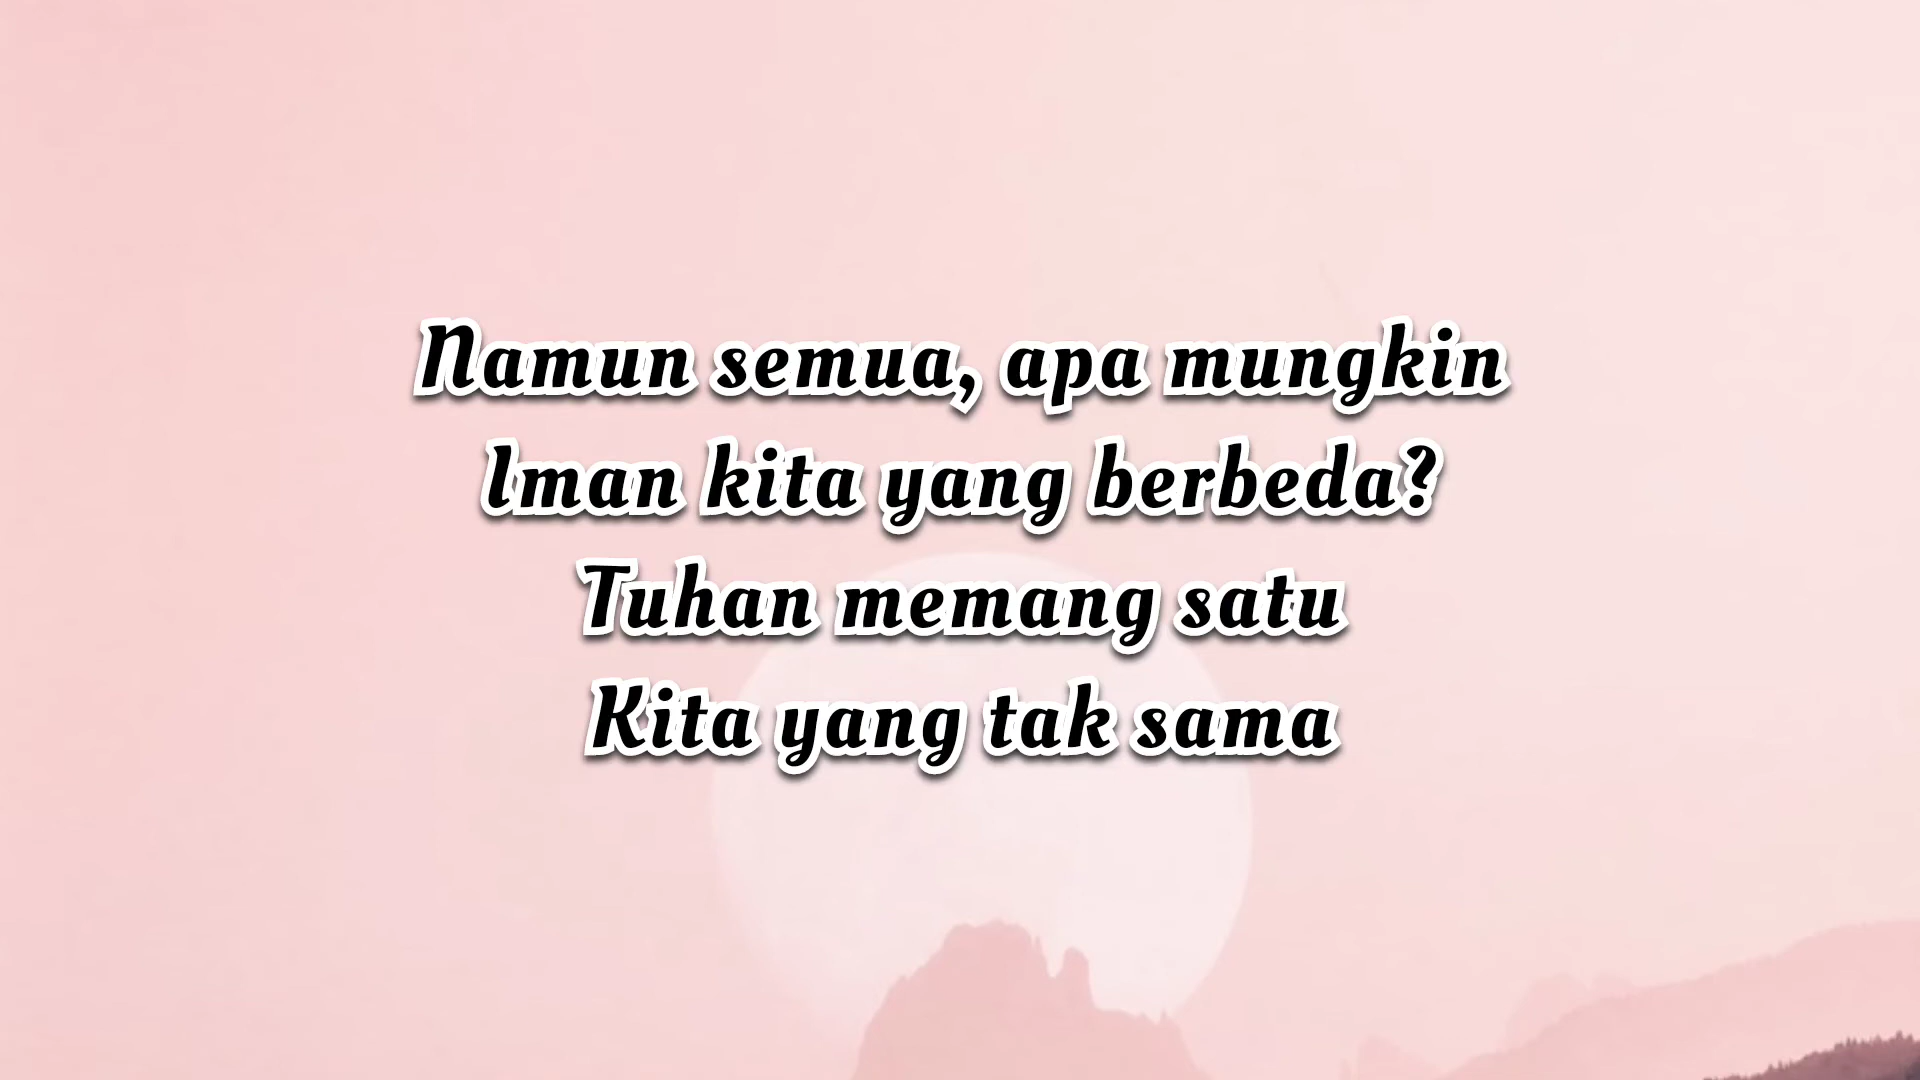 Namun semua, apa mungkin
Iman kita yang berbeda?
Tuhan memang satu
Kita yang tak sama